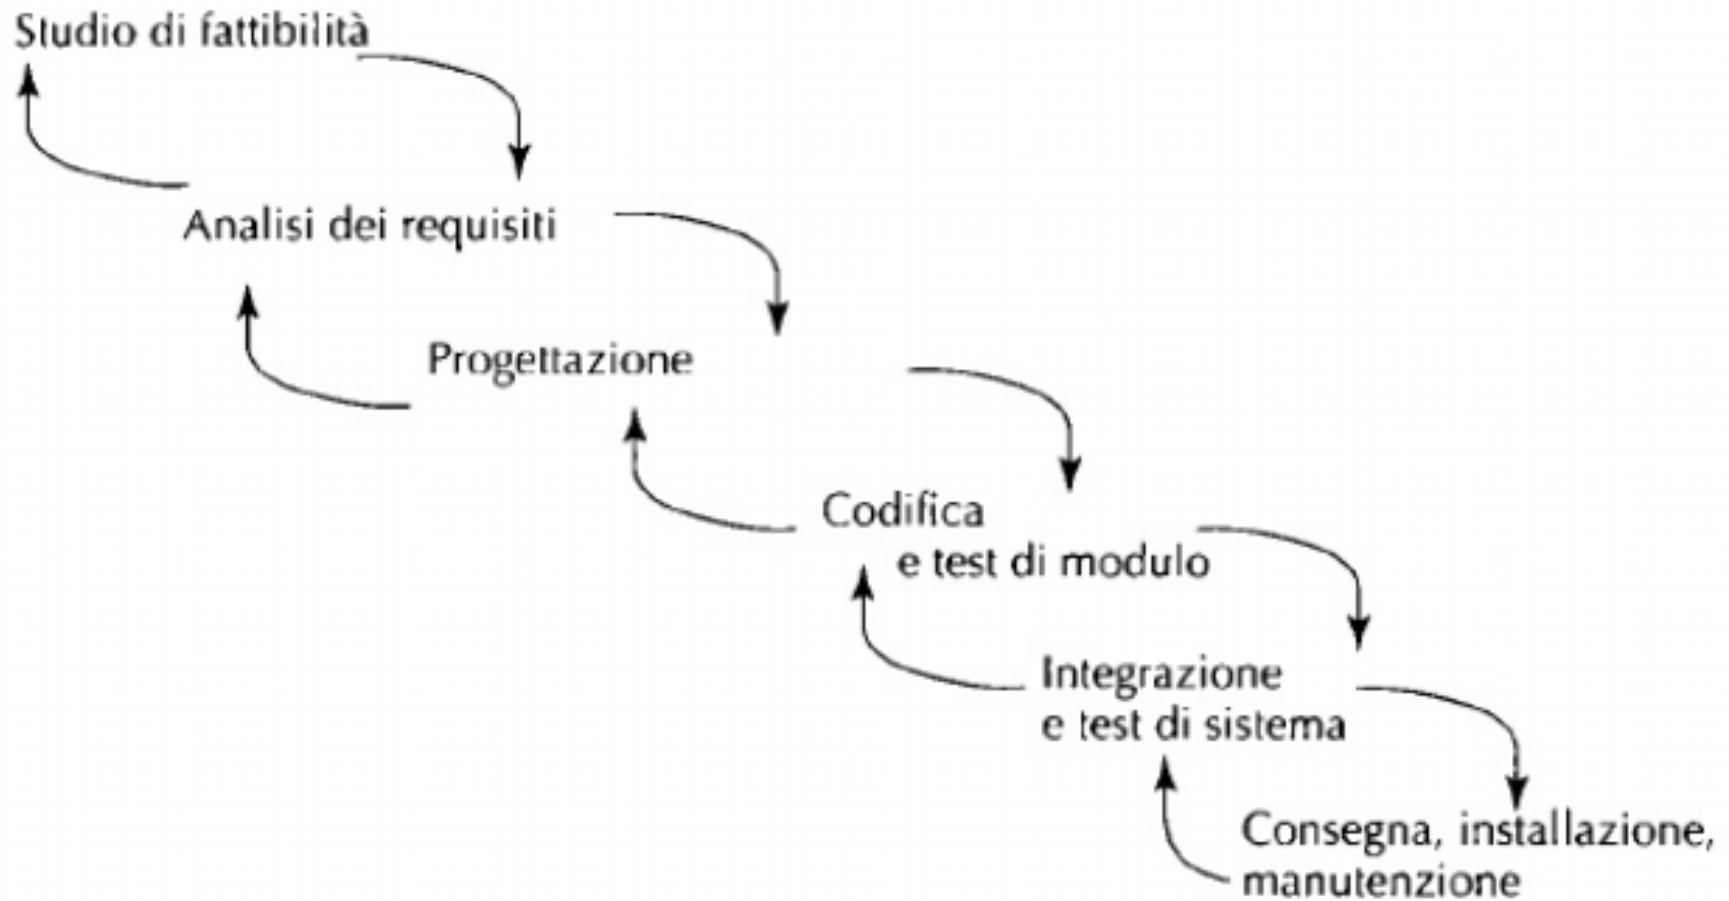 Studio di fattibilità
Analisi dei requisiti
Progettazione
Codifica
e test di modulo
Integrazione
e test di sistema
Consegna, installazione,
manutenzione